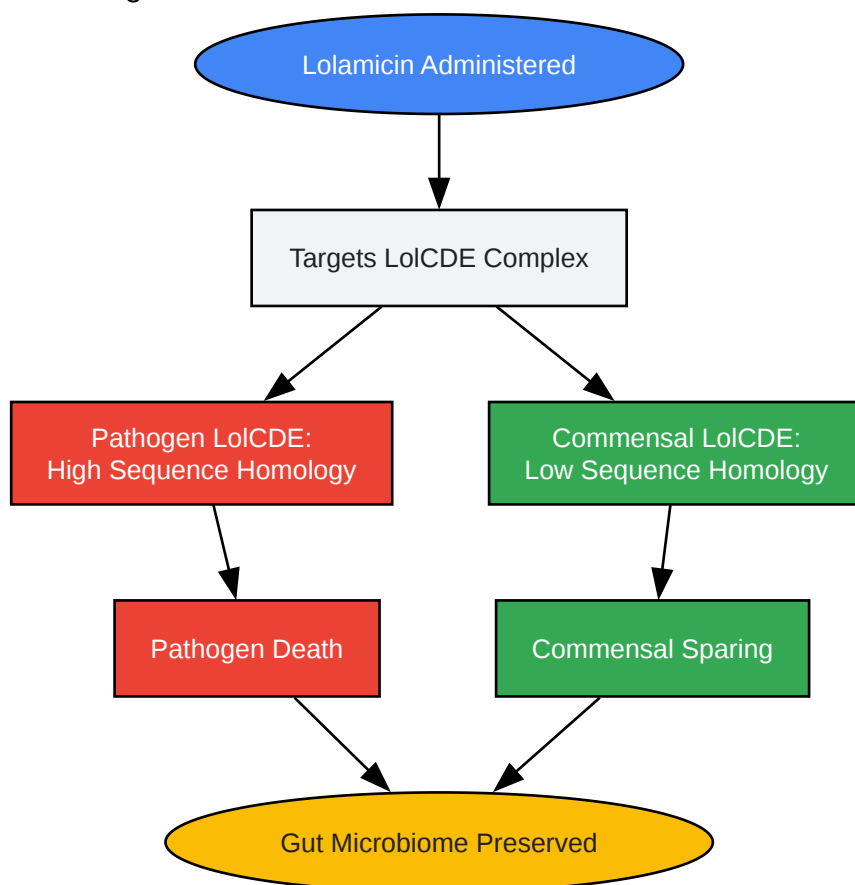 Lolamicin Administered
Targets LolCDE Complex
Pathogen LolCDE:
High Sequence Homology
Commensal LolCDE:
Low Sequence Homology
Pathogen Death
Commensal Sparing
Gut Microbiome Preserved